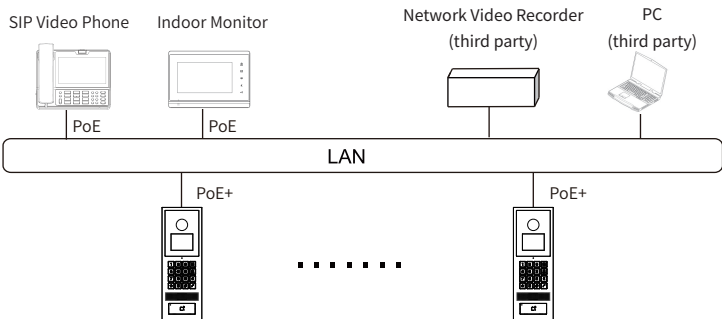 SIP Video Phone
Indoor Monitor
Network Video Recorder
(third party)
PC
(third party)
PoE
PoE
LAN
PoE+
PoE+